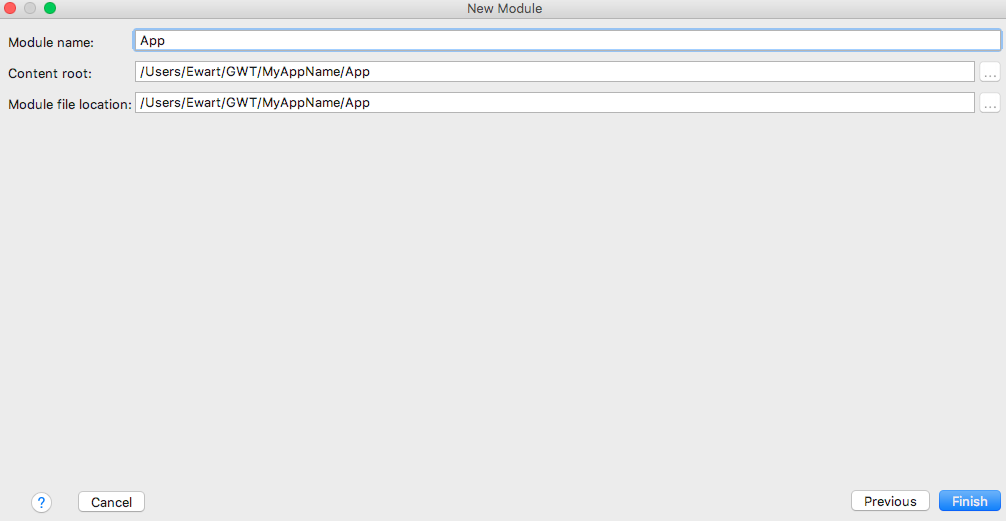 New Module
Module name: App
Content root: /Users/Ewart/GWT/MyAppName/App ...
Module file location: /Users/Ewart/GWT/MyAppName/App ...
? Cancel Previous Finish